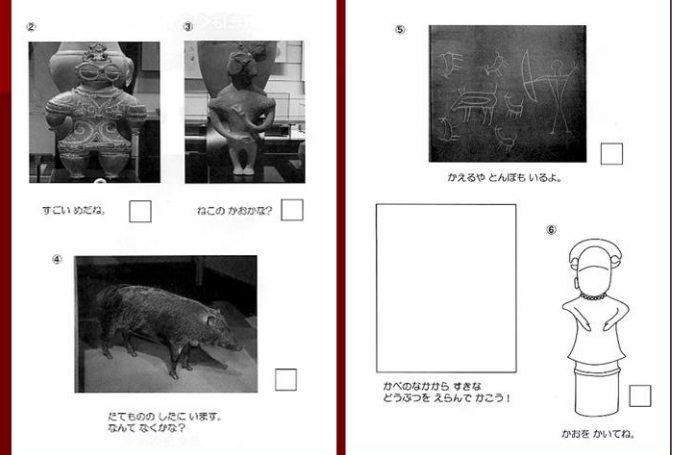 ②
すごい めだね。
③
ねこの かおかな?
④
たてものの したに います。
なんて なくかな?
⑤
かえるや とんぼも いるよ。
かべのなかから すきな
どうぶつを えらんで かこう!
⑥
かおを かいてね。